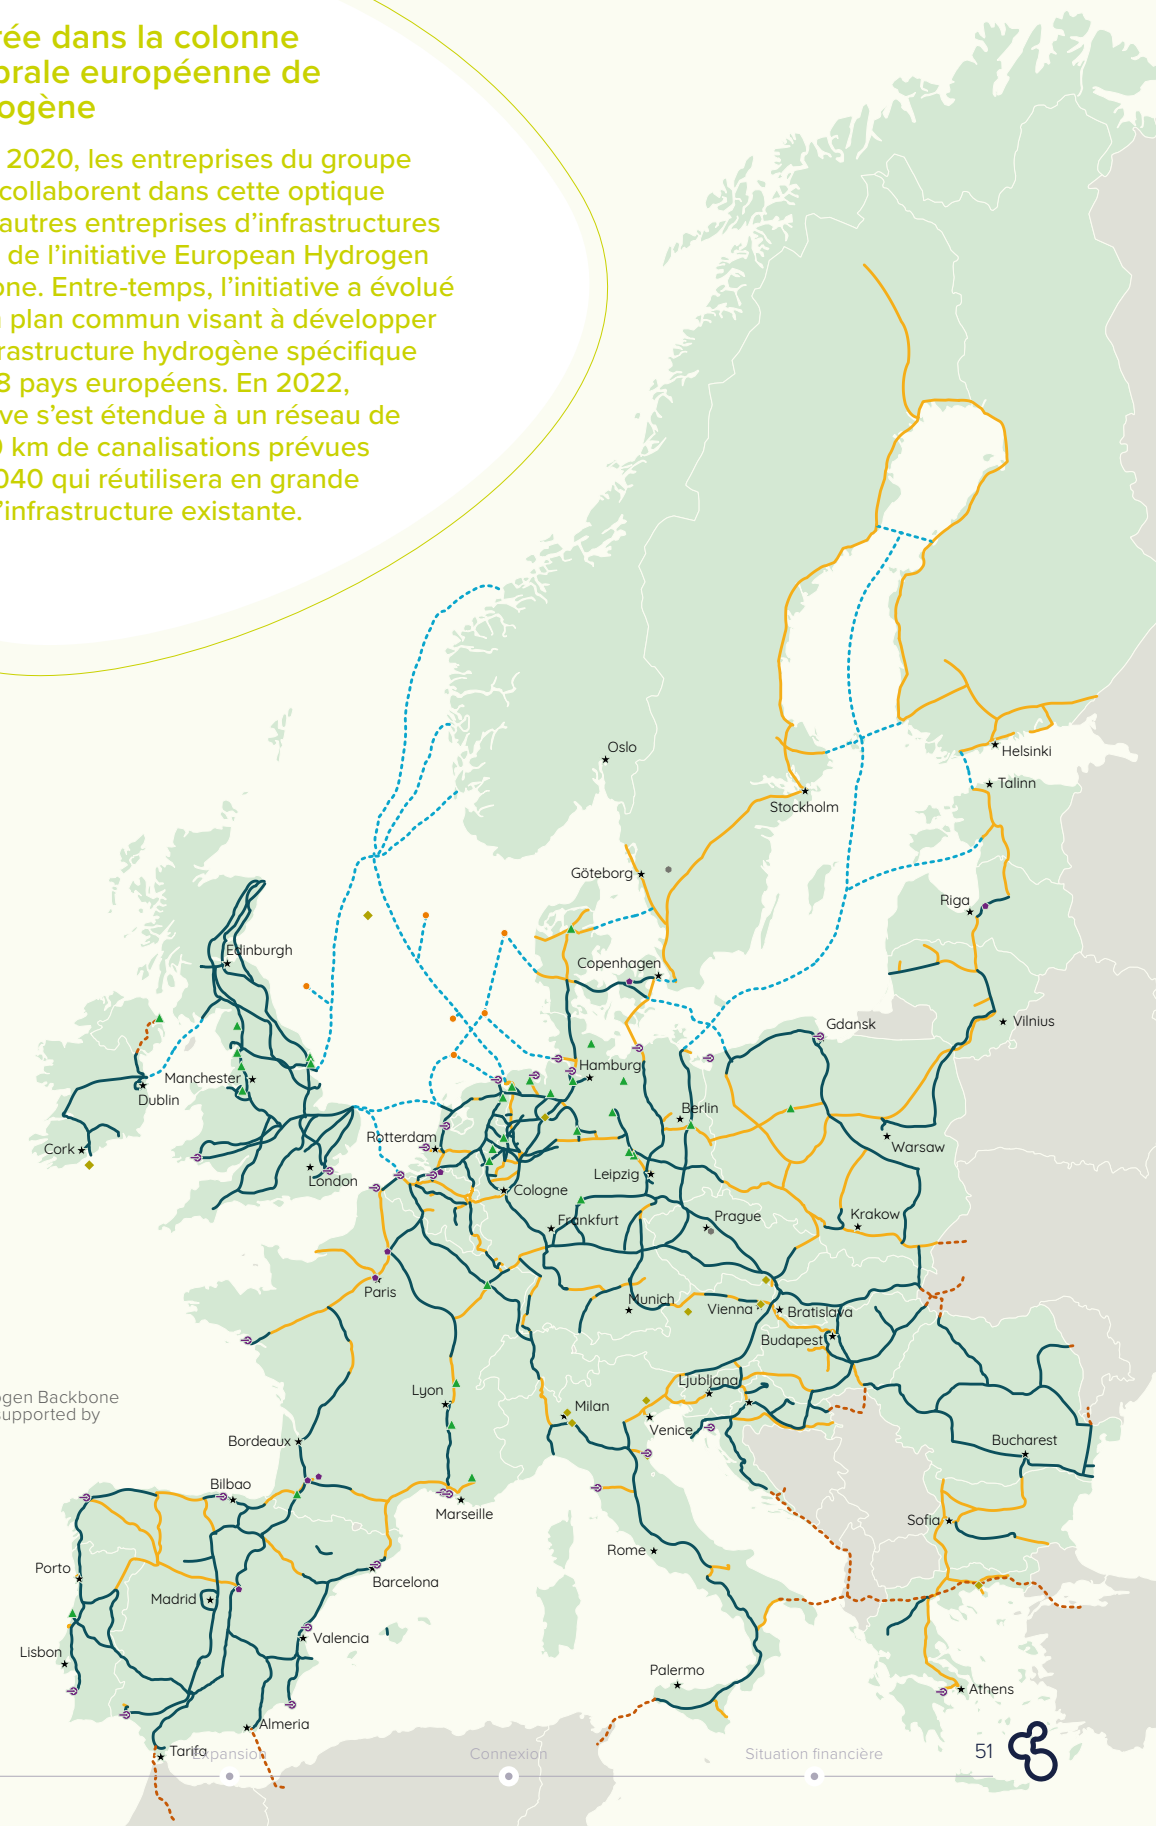 rée dans la colonne
brale européenne de
ogène
2020, les entreprises du groupe
collaborent dans cette optique
autres entreprises d'infrastructures
de l'initiative European Hydrogen
one. Entre-temps, l'initiative a évolué
plan commun visant à développer
rastructure hydrogène spécifique
8 pays européens. En 2022,
ve s'est étendue à un réseau de
0 km de canalisations prévues
040 qui réutilisera en grande
l'infrastructure existante.
Oslo
Helsinki
Talinn
Stockholm
Göteborg
Riga
Edinburgh
Copenhagen
Vilnius
Gdansk
Hamburg
Manchester
Dublin
Berlin
Rotterdam
Warsaw
Cork
London
Leipzig
Cologne
Frankfurt
Prague
Krakow
Paris
Munich
Vienna
Bratislava
Budapest
Ljubljana
ogen Backbone
supported by
Lyon
Milan
Venice
Bordeaux
Bucharest
Bilbao
Marseille
Sofia
Rome
Porto
Barcelona
Madrid
Valencia
Lisbon
Palermo
Athens
Almeria
Tarifa
Expansion
Connexion
Situation financière
51